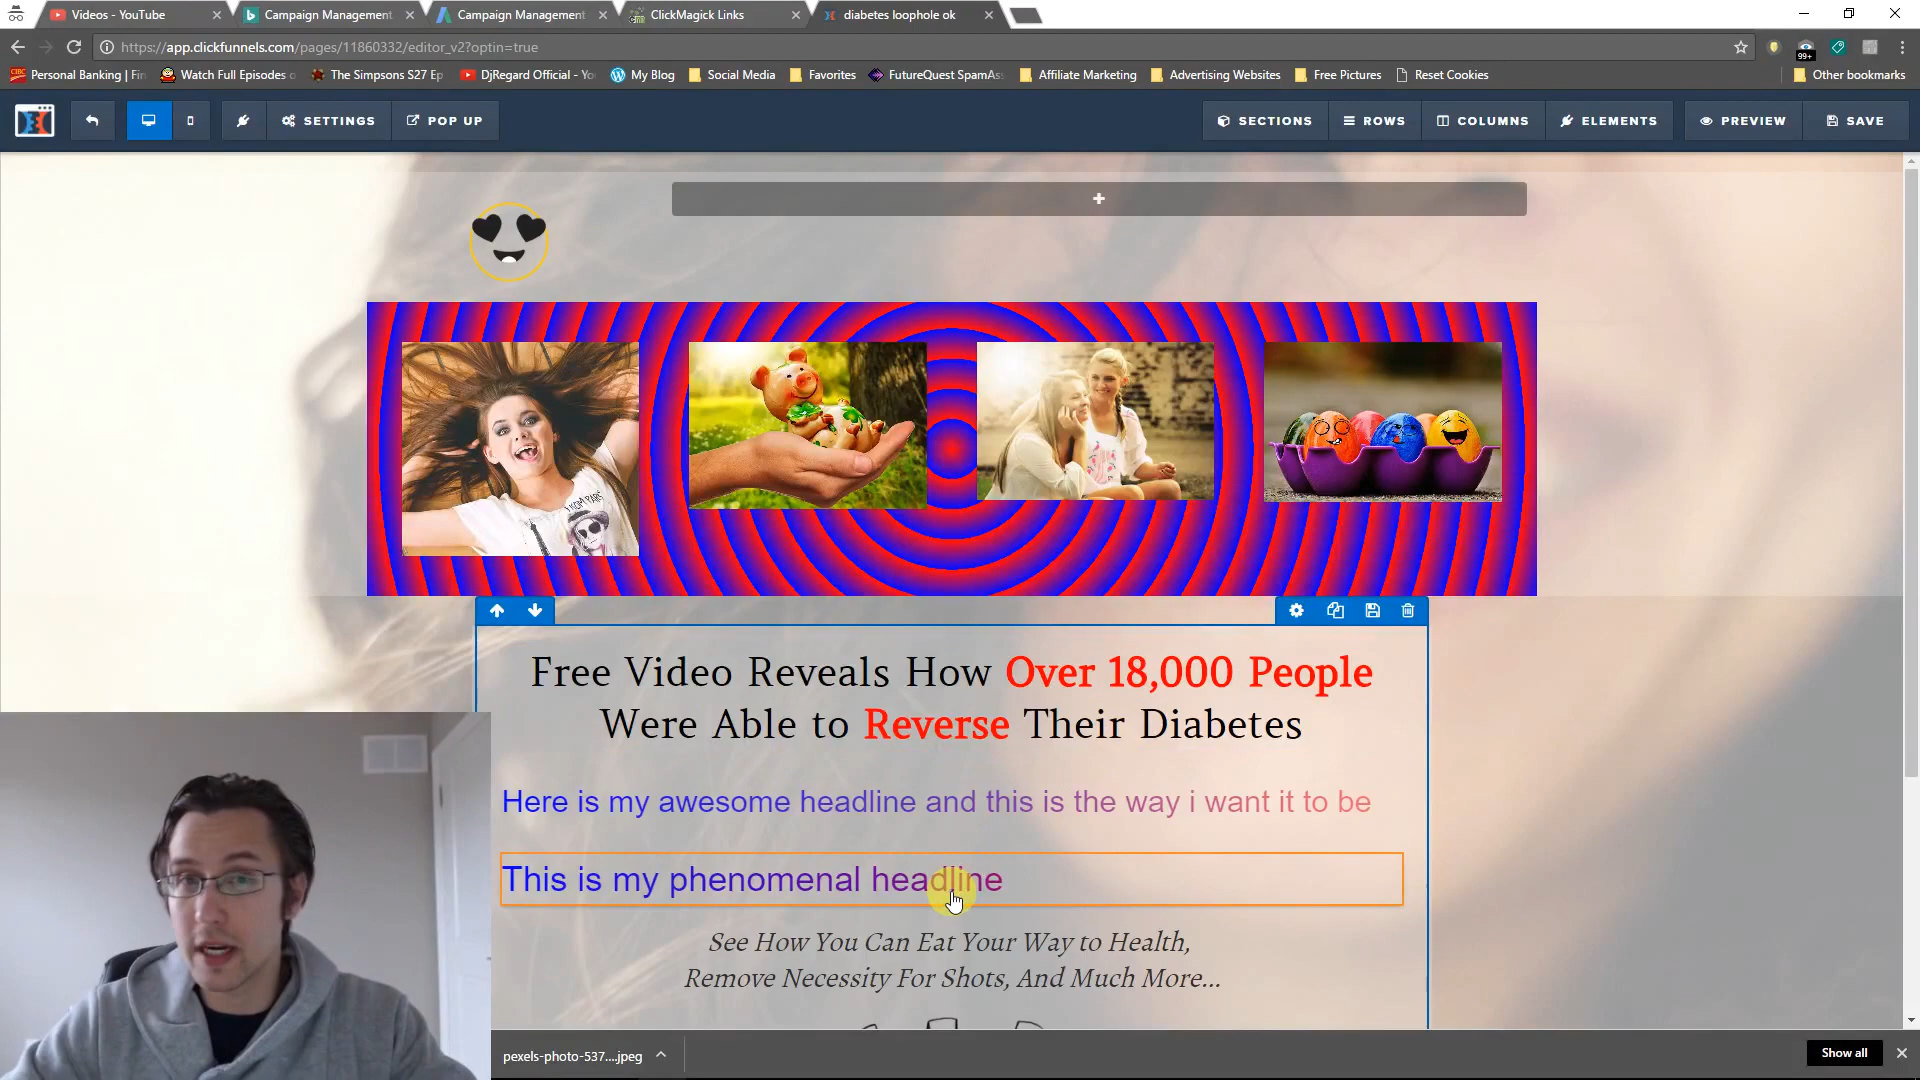 Videos - YouTube
Campaign Management
Campaign Management
ClickMagick Links
diabetes loophole ok
https://app.clickfunnels.com/pages/11860332/editor_v2?optin=true
99+
CIBC
Personal Banking | Fin
Watch Full Episodes o
The Simpsons S27 Ep
DjRegard Official - Yo
My Blog
Social Media
Favorites
FutureQuest SpamAss
Affiliate Marketing
Advertising Websites
Free Pictures
Reset Cookies
Other bookmarks
SETTINGS
POP UP
SECTIONS
ROWS
COLUMNS
ELEMENTS
PREVIEW
SAVE
Free Video Reveals How Over 18,000 People
Were Able to Reverse Their Diabetes
Here is my awesome headline and this is the way i want it to be
This is my phenomenal headline
See How You Can Eat Your Way to Health,
Remove Necessity For Shots, And Much More...
pexels-photo-537....jpeg
Show all